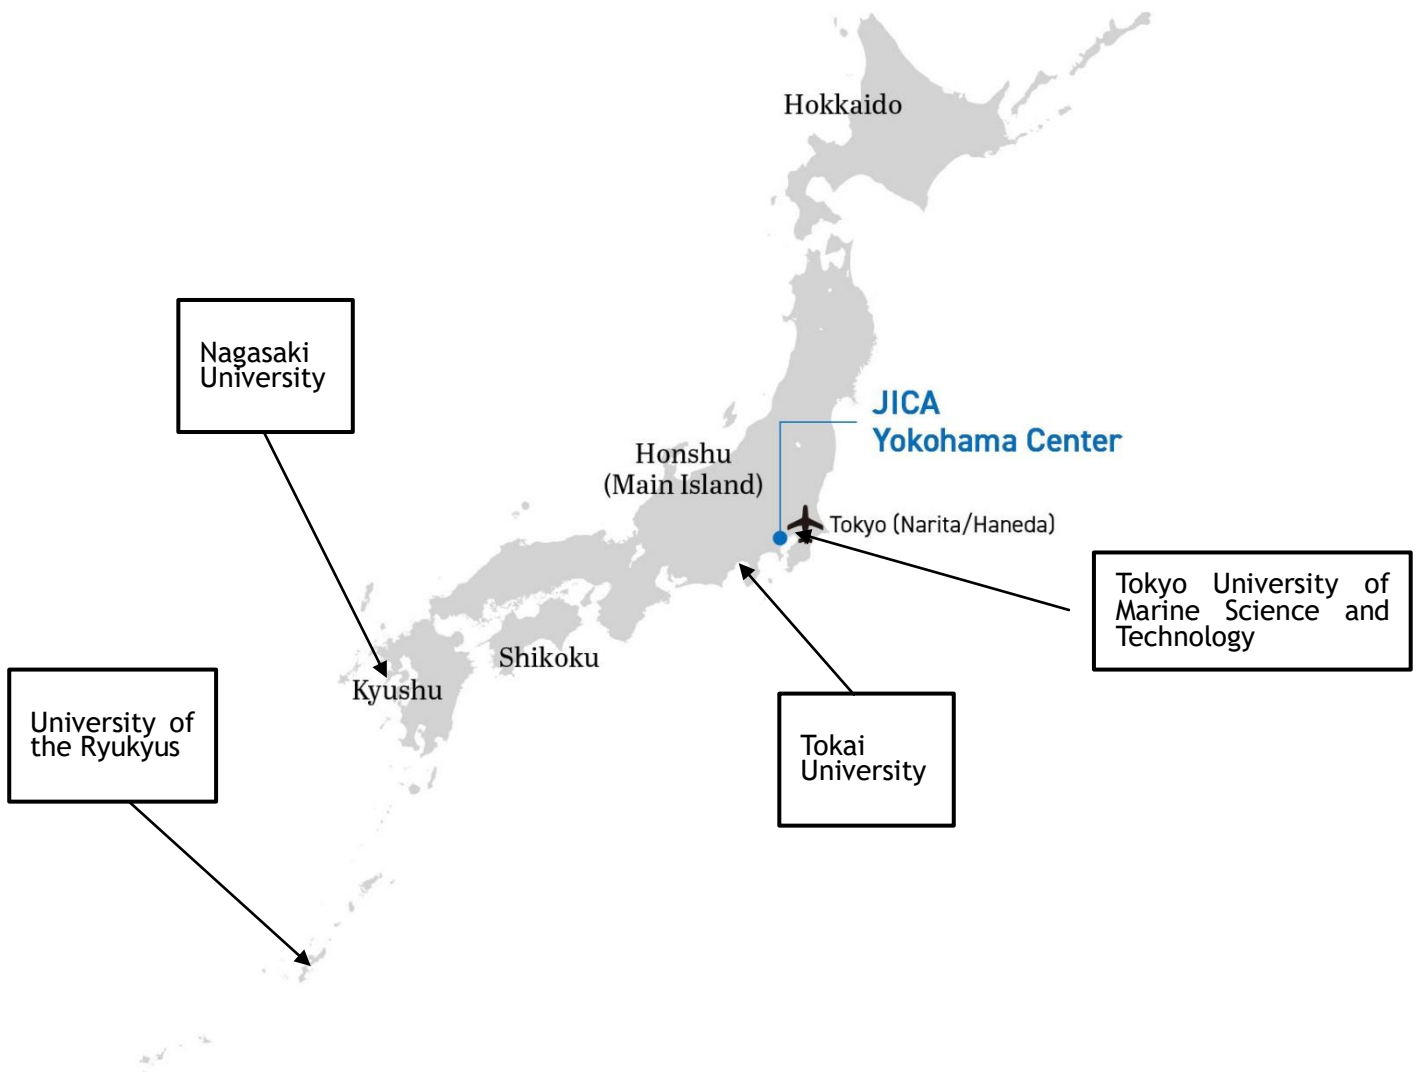 Hokkaido
Nagasaki
University
JICA
Yokohama Center
Honshu
(Main Island)
Tokyo (Narita/Haneda)
Tokyo University of
Marine Science and
Technology
Shikoku
Kyushu
University of
the Ryukyus
Tokai
University